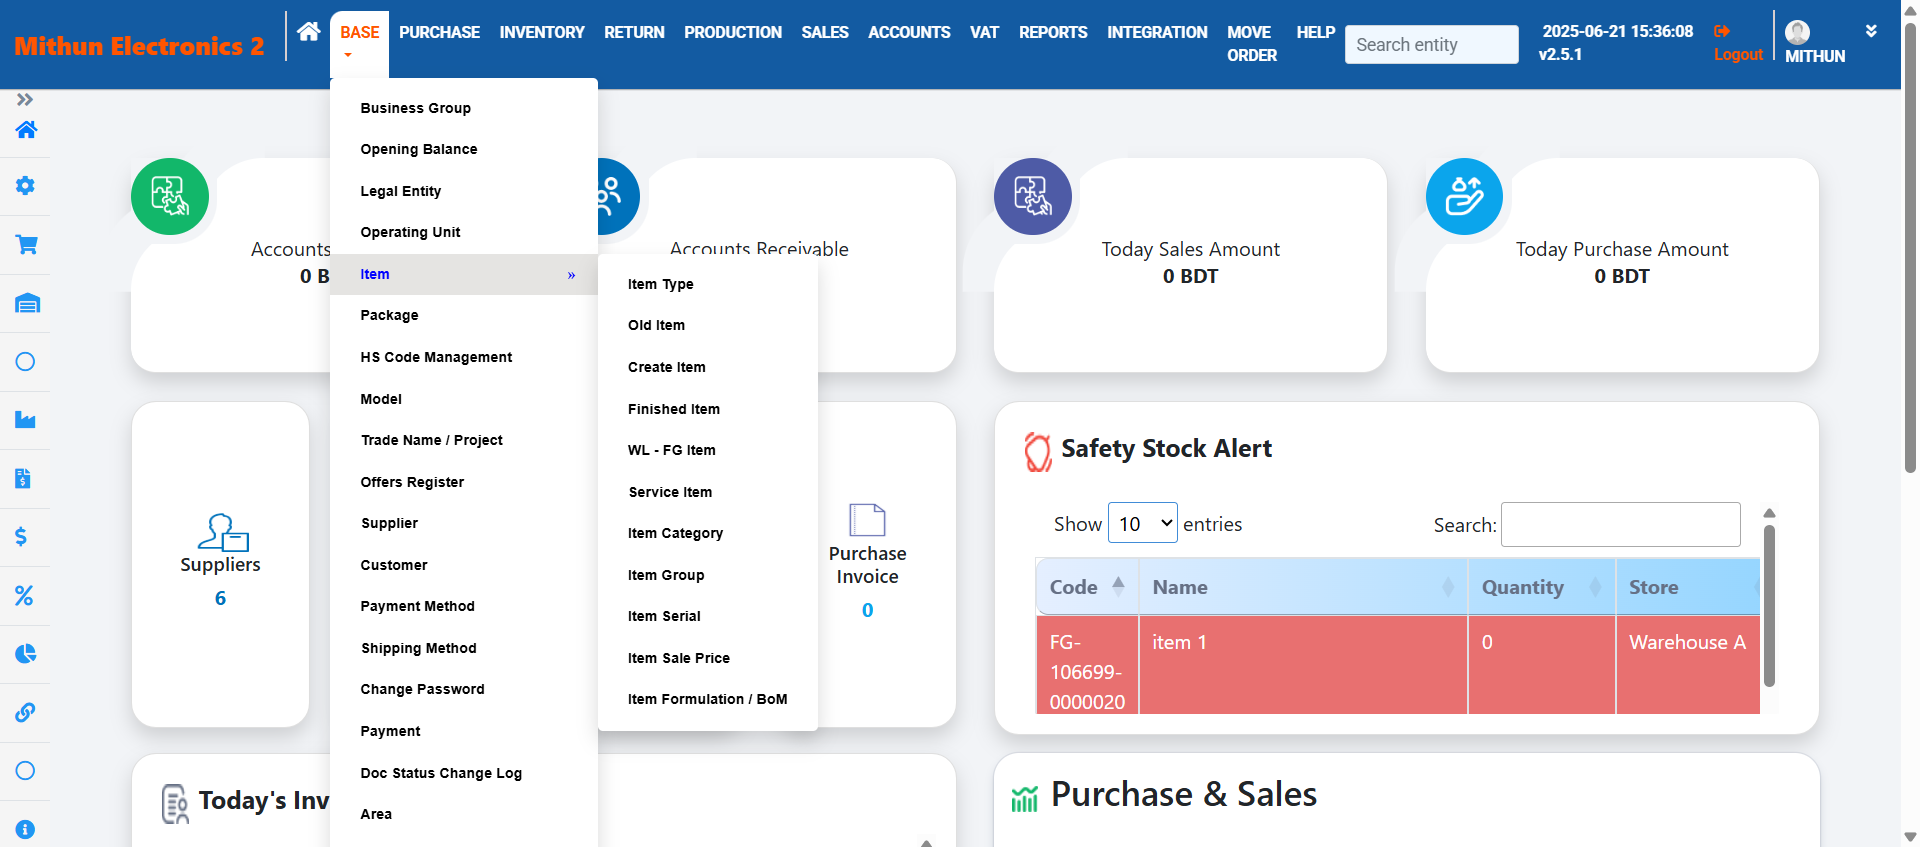 Mithun Electronics 2
BASE
PURCHASE
INVENTORY
RETURN
PRODUCTION
SALES
ACCOUNTS
VAT
REPORTS
INTEGRATION
MOVE
ORDER
HELP
Search entity
2025-06-21 15:36:08
v2.5.1
Logout
MITHUN
Business Group
Opening Balance
Legal Entity
Operating Unit
Item »
Package
HS Code Management
Model
Trade Name / Project
Offers Register
Supplier
Customer
Payment Method
Shipping Method
Change Password
Payment
Doc Status Change Log
Area
Item Type
Old Item
Create Item
Finished Item
WL - FG Item
Service Item
Item Category
Item Group
Item Serial
Item Sale Price
Item Formulation / BoM
Accounts
0 B
Accounts Receivable
Today Sales Amount
0 BDT
Today Purchase Amount
0 BDT
Suppliers
6
Purchase
Invoice
0
Safety Stock Alert
Show 10 entries
Search:
Code Name Quantity Store
FG- item 1 0 Warehouse A
106699-
0000020
Today's Inv
Purchase & Sales